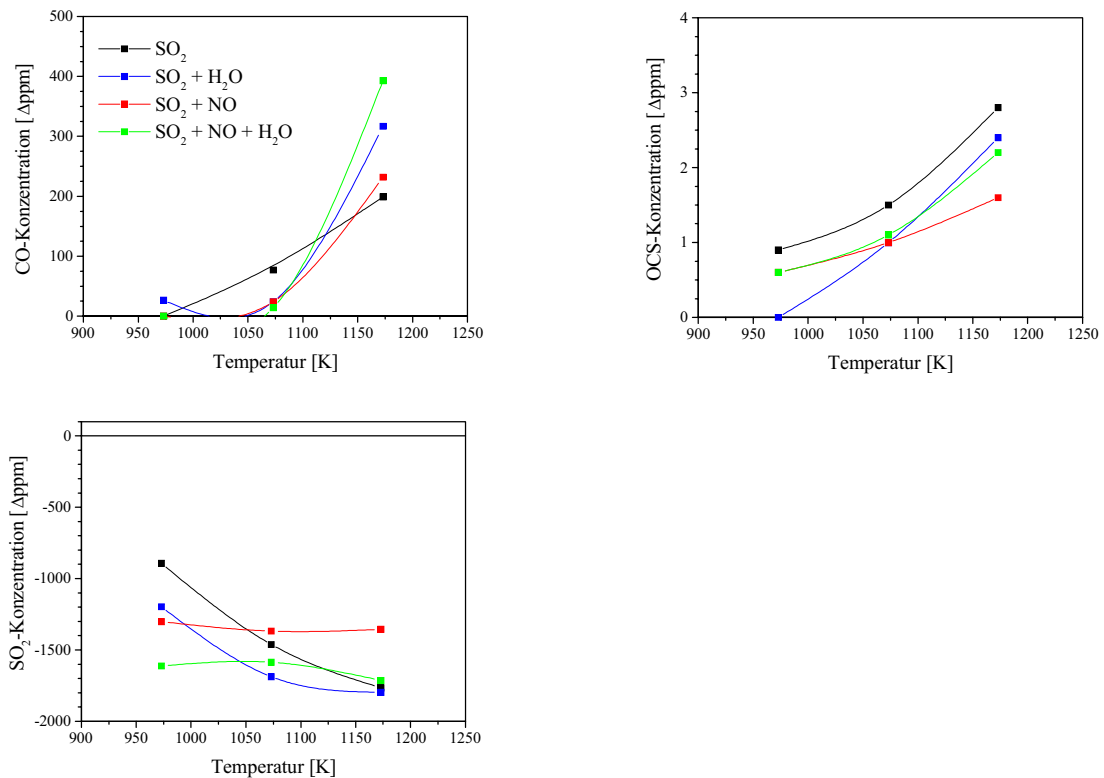 500
400
300
200
100
0
CO-Konzentration [Δppm]
SO₂
SO₂ + H₂O
SO₂ + NO
SO₂ + NO + H₂O
900 950 1000 1050 1100 1150 1200 1250
Temperatur [K]
4
3
2
1
0
OCS-Konzentration [Δppm]
900 950 1000 1050 1100 1150 1200 1250
Temperatur [K]
0
-500
-1000
-1500
-2000
SO₂-Konzentration [Δppm]
900 950 1000 1050 1100 1150 1200 1250
Temperatur [K]